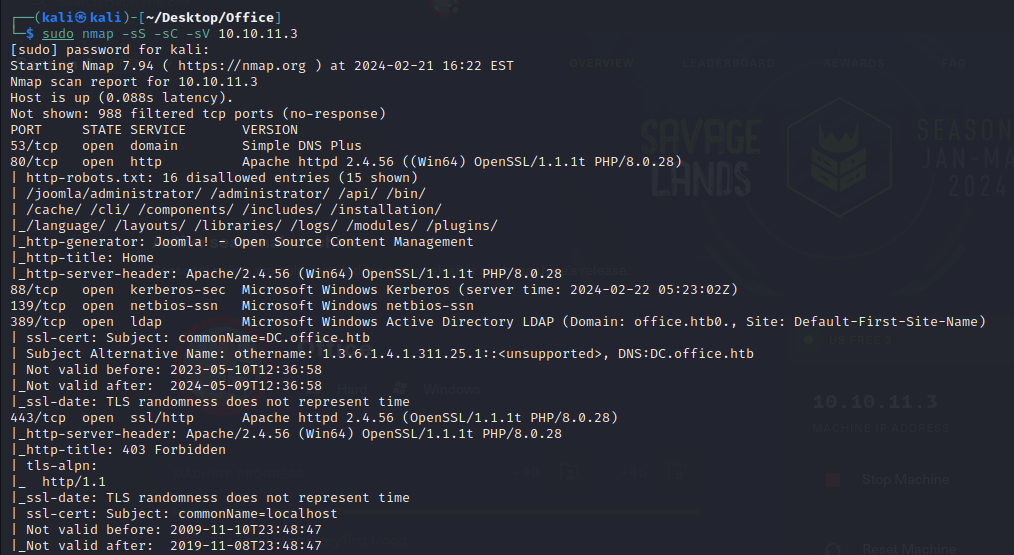 ┌──(kali㉿kali)-[~/Desktop/Office]
└─$ sudo nmap -sS -sC -sV 10.10.11.3
[sudo] password for kali:
Starting Nmap 7.94 ( https://nmap.org ) at 2024-02-21 16:22 EST
Nmap scan report for 10.10.11.3
Host is up (0.088s latency).
Not shown: 988 filtered tcp ports (no-response)
PORT    STATE SERVICE      VERSION
53/tcp  open  domain       Simple DNS Plus
80/tcp  open  http         Apache httpd 2.4.56 ((Win64) OpenSSL/1.1.1t PHP/8.0.28)
| http-robots.txt: 16 disallowed entries (15 shown)
| /joomla/administrator/ /administrator/ /api/ /bin/
| /cache/ /cli/ /components/ /includes/ /installation/
|_/language/ /layouts/ /libraries/ /logs/ /modules/ /plugins/
|_http-generator: Joomla! - Open Source Content Management
|_http-title: Home
|_http-server-header: Apache/2.4.56 (Win64) OpenSSL/1.1.1t PHP/8.0.28
88/tcp  open  kerberos-sec Microsoft Windows Kerberos (server time: 2024-02-22 05:23:02Z)
139/tcp open  netbios-ssn  Microsoft Windows netbios-ssn
389/tcp open  ldap         Microsoft Windows Active Directory LDAP (Domain: office.htb0., Site: Default-First-Site-Name)
| ssl-cert: Subject: commonName=DC.office.htb
| Subject Alternative Name: othername: 1.3.6.1.4.1.311.25.1::<unsupported>, DNS:DC.office.htb
| Not valid before: 2023-05-10T12:36:58
|_Not valid after:  2024-05-09T12:36:58
|_ssl-date: TLS randomness does not represent time
443/tcp open  ssl/http     Apache httpd 2.4.56 (OpenSSL/1.1.1t PHP/8.0.28)
|_http-server-header: Apache/2.4.56 (Win64) OpenSSL/1.1.1t PHP/8.0.28
|_http-title: 403 Forbidden
| tls-alpn:
|_  http/1.1
|_ssl-date: TLS randomness does not represent time
| ssl-cert: Subject: commonName=localhost
| Not valid before: 2009-11-10T23:48:47
|_Not valid after:  2019-11-08T23:48:47
OVERVIEW
LEADERBOARD
REWARDS
FAQ
SAVAGE
LANDS
SEASON
JAN-MA
2024
Windows
10.10.11.3
MACHINE IP ADDRESS
Stop Machine
Reset Machine